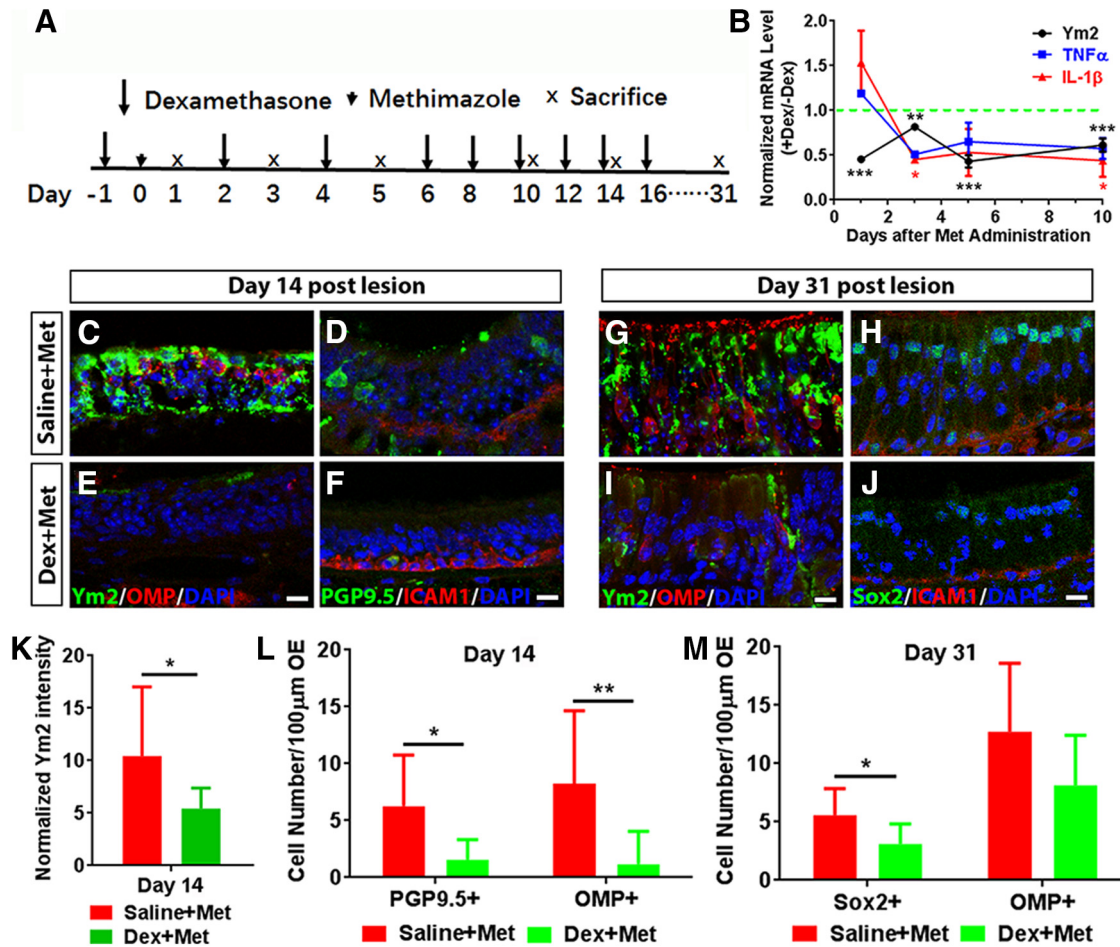 A
Dexamethasone Methimazole x Sacrifice
x x x x x x
Day -1 0 1 2 3 4 5 6 8 10 12 14 16······31
B
Normalized mRNA Level
(+Dex/-Dex)
2.0
1.5
1.0
0.5
0.0
Ym2
TNFα
IL-1β
***
**
*
***
***
*
0 2 4 6 8 10
Days after Met Administration
Day 14 post lesion
Day 31 post lesion
Saline+Met
C
D
G
H
Dex+Met
E
F
I
J
Ym2/OMP/DAPI
PGP9.5/ICAM1/DAPI
Ym2/OMP/DAPI
Sox2/ICAM1/DAPI
K
Normalized Ym2 intensity
20
15
10
5
0
*
Day 14
Saline+Met
Dex+Met
L
Cell Number/100μm OE
Day 14
20
15
10
5
0
*
**
PGP9.5+ OMP+
Saline+Met Dex+Met
M
Cell Number/100μm OE
Day 31
20
15
10
5
0
*
Sox2+ OMP+
Saline+Met Dex+Met